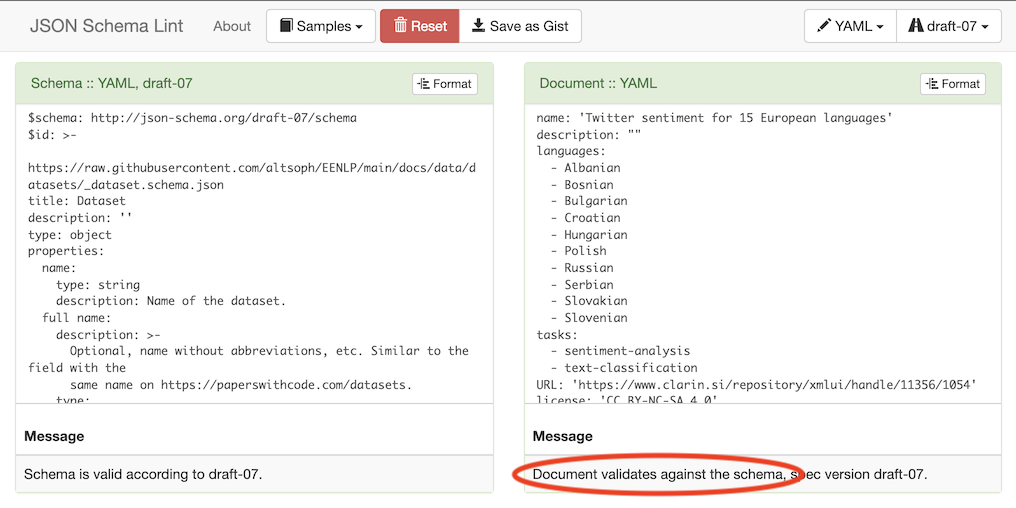 JSON Schema Lint About Samples Reset Save as Gist YAML draft-07
Schema :: YAML, draft-07 Format
$schema: http://json-schema.org/draft-07/schema
$id: >-
https://raw.githubusercontent.com/altsoph/EENLP/main/docs/data/d
atasets/_dataset.schema.json
title: Dataset
description: ''
type: object
properties:
name:
type: string
description: Name of the dataset.
full name:
description: >-
Optional, name without abbreviations, etc. Similar to the
field with the
same name on https://paperswithcode.com/datasets.
type:
Message
Schema is valid according to draft-07.
Document :: YAML Format
name: 'Twitter sentiment for 15 European languages'
description: ""
languages:
- Albanian
- Bosnian
- Bulgarian
- Croatian
- Hungarian
- Polish
- Russian
- Serbian
- Slovakian
- Slovenian
tasks:
- sentiment-analysis
- text-classification
URL: 'https://www.clarin.si/repository/xmlui/handle/11356/1054'
license: 'CC BY-NC-SA 4.0'
Message
Document validates against the schema, spec version draft-07.